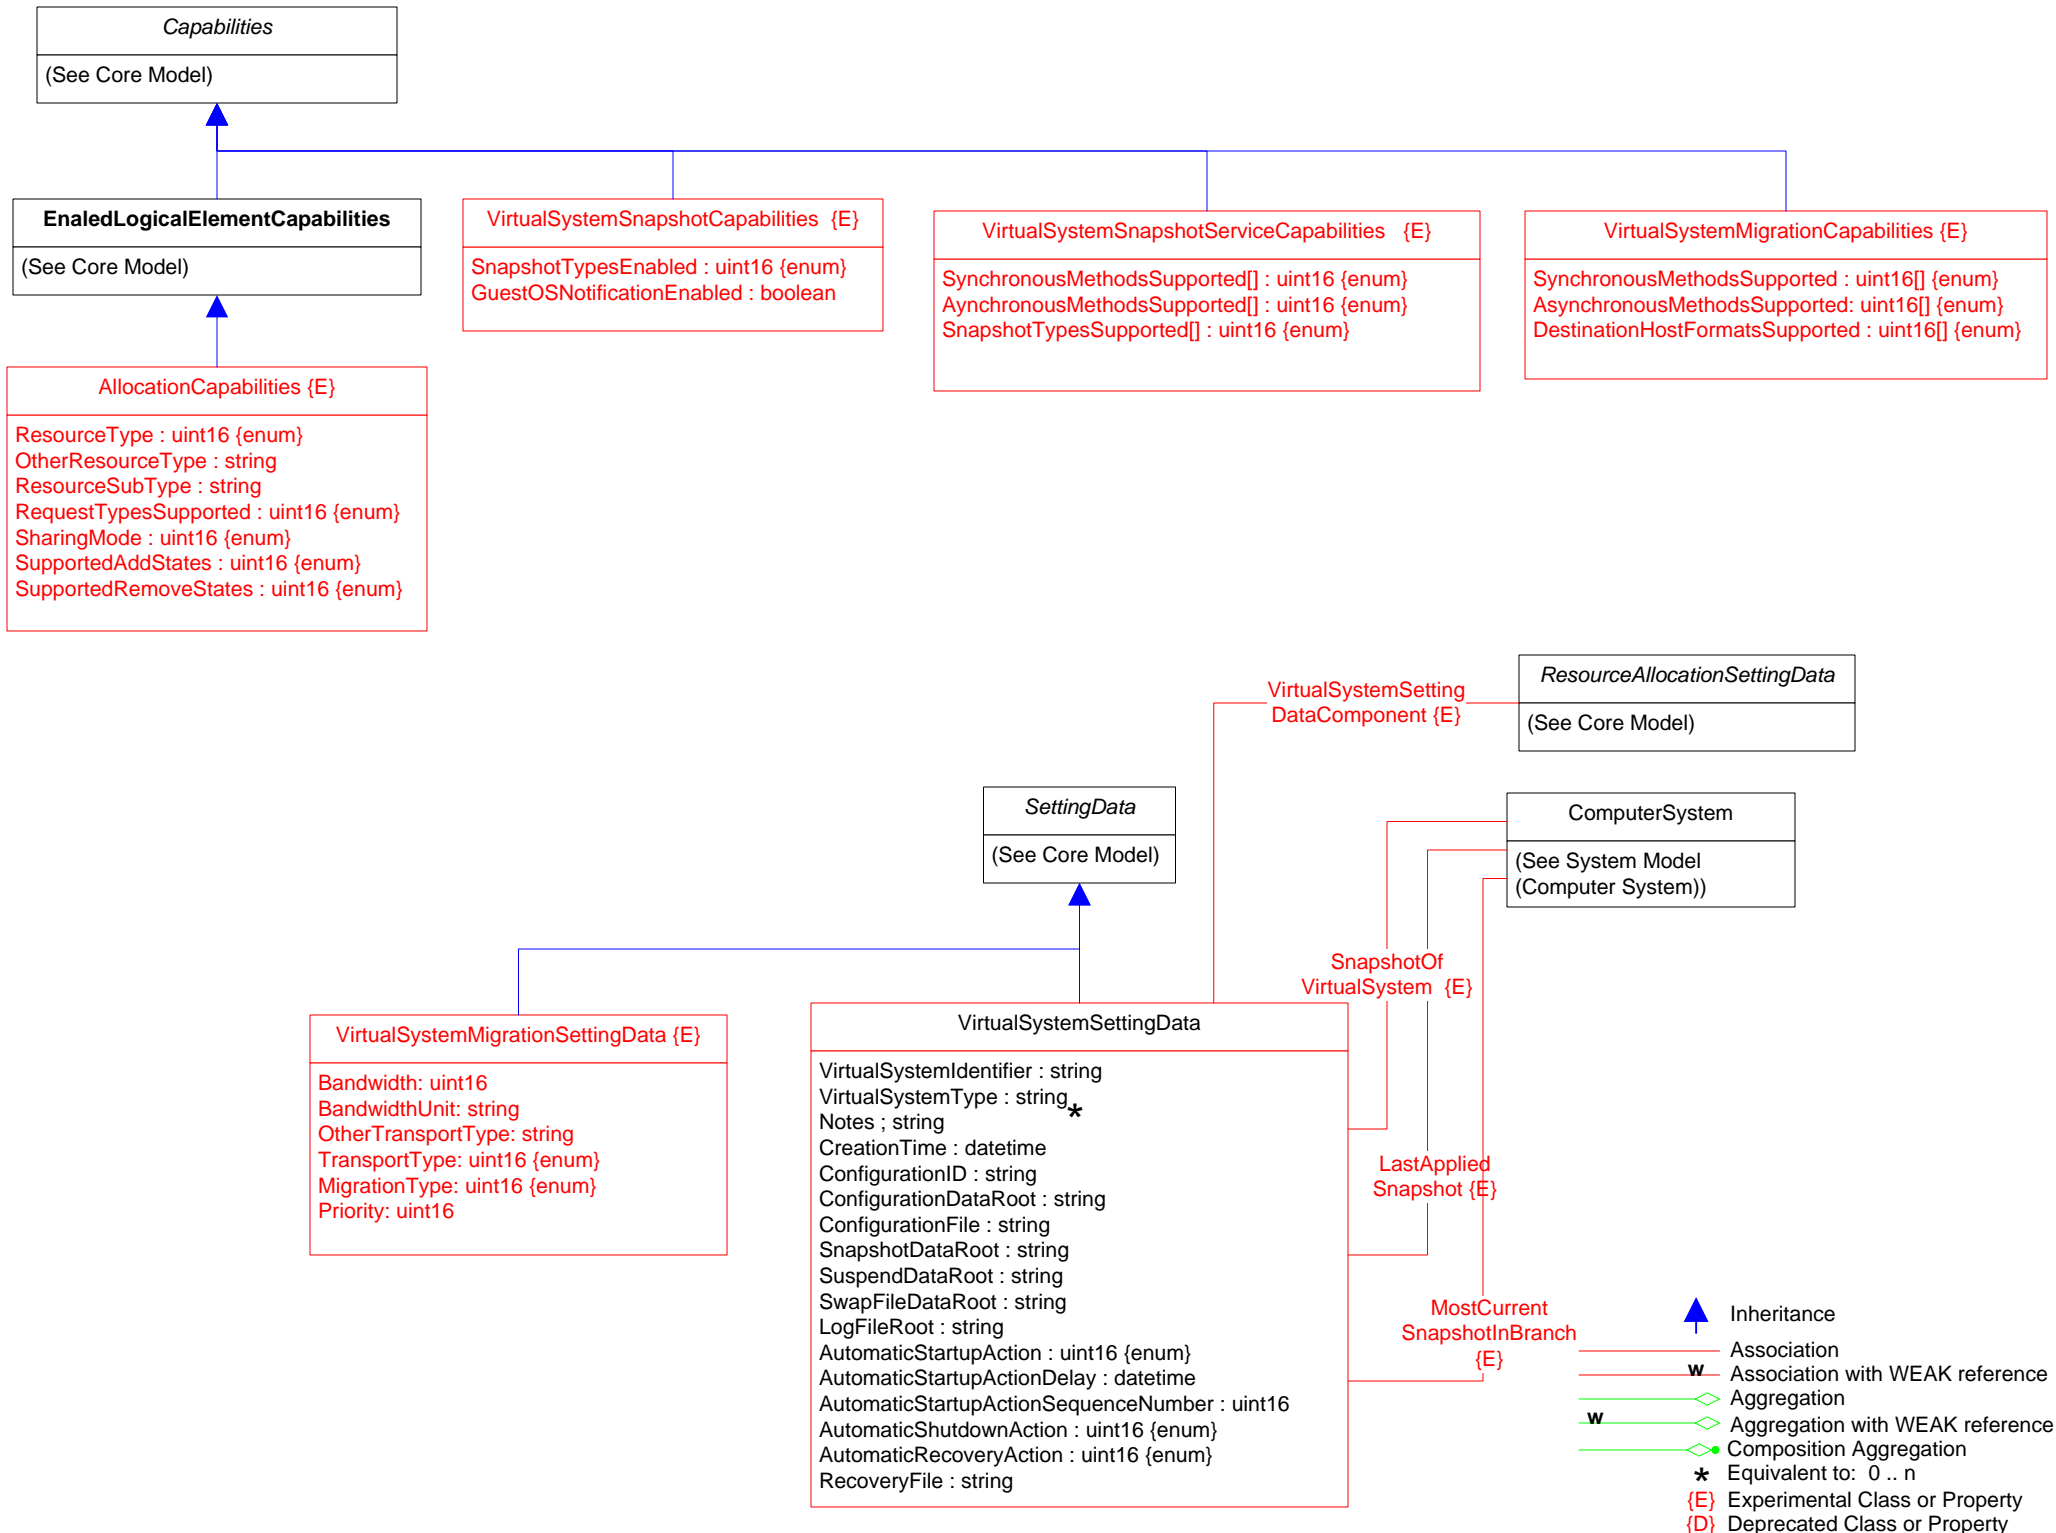 Capabilities
(See Core Model)
EnaledLogicalElementCapabilities
(See Core Model)
VirtualSystemSnapshotCapabilities {E}
SnapshotTypesEnabled : uint16 {enum}
GuestOSNotificationEnabled : boolean
VirtualSystemSnapshotServiceCapabilities {E}
SynchronousMethodsSupported[] : uint16 {enum}
AynchronousMethodsSupported[] : uint16 {enum}
SnapshotTypesSupported[] : uint16 {enum}
VirtualSystemMigrationCapabilities {E}
SynchronousMethodsSupported : uint16[] {enum}
AsynchronousMethodsSupported: uint16[] {enum}
DestinationHostFormatsSupported : uint16[] {enum}
AllocationCapabilities {E}
ResourceType : uint16 {enum}
OtherResourceType : string
ResourceSubType : string
RequestTypesSupported : uint16 {enum}
SharingMode : uint16 {enum}
SupportedAddStates : uint16 {enum}
SupportedRemoveStates : uint16 {enum}
VirtualSystemSetting
DataComponent {E}
ResourceAllocationSettingData
(See Core Model)
SettingData
(See Core Model)
ComputerSystem
(See System Model
(Computer System))
SnapshotOf
VirtualSystem {E}
VirtualSystemMigrationSettingData {E}
Bandwidth: uint16
BandwidthUnit: string
OtherTransportType: string
TransportType: uint16 {enum}
MigrationType: uint16 {enum}
Priority: uint16
VirtualSystemSettingData
VirtualSystemIdentifier : string
VirtualSystemType : string
*
Notes ; string
CreationTime : datetime
ConfigurationID : string
ConfigurationDataRoot : string
ConfigurationFile : string
SnapshotDataRoot : string
SuspendDataRoot : string
SwapFileDataRoot : string
LogFileRoot : string
AutomaticStartupAction : uint16 {enum}
AutomaticStartupActionDelay : datetime
AutomaticStartupActionSequenceNumber : uint16
AutomaticShutdownAction : uint16 {enum}
AutomaticRecoveryAction : uint16 {enum}
RecoveryFile : string
LastApplied
Snapshot {E}
MostCurrent
SnapshotInBranch
{E}
Inheritance
Association
w Association with WEAK reference
Aggregation
w Aggregation with WEAK reference
Composition Aggregation
* Equivalent to: 0 .. n
{E} Experimental Class or Property
{D} Deprecated Class or Property